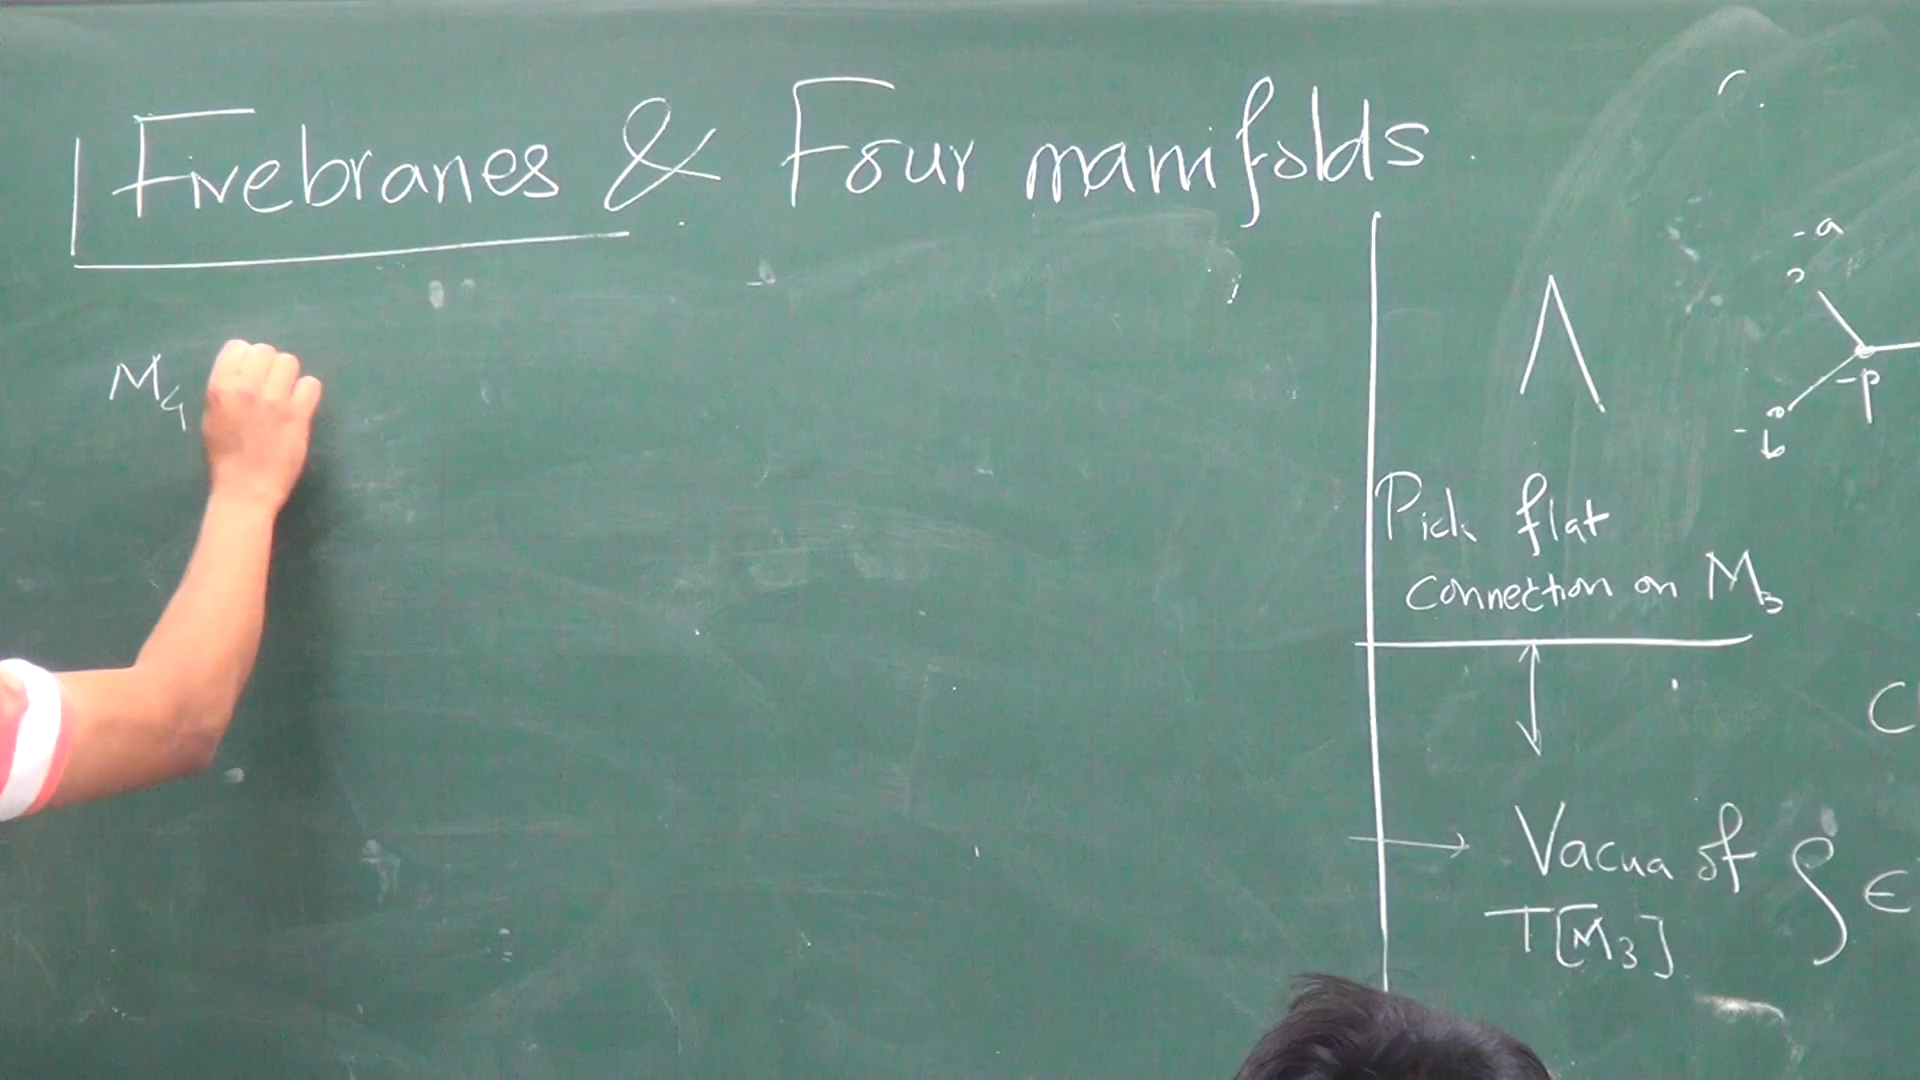 Fivebranes & Four manifolds.
M₄
Λ
-a
-p
-b
Pick flat
connection on M₃
→ Vacua of
T[M₃]
ρ ∈
C